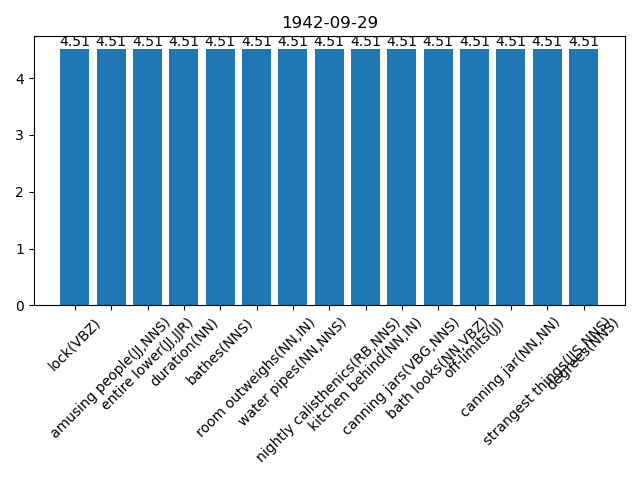 1942-09-29
4.51 4.51 4.51 4.51 4.51 4.51 4.51 4.51 4.51 4.51 4.51 4.51 4.51 4.51 4.51
4
3
2
1
0
lock(VBZ)
amusing people(JJ,NNS)
entire lower(JJ,JJR)
duration(NN)
bathes(NNS)
room outweighs(NN,IN)
water pipes(NN,NNS)
nightly calisthenics(RB,NNS)
kitchen behind(NN,IN)
canning jars(VBG,NNS)
bath looks(NN,VBZ)
off-limits(JJ)
canning jar(NN,NN)
strangest things(JJS,NNS)
degrees(NNS)